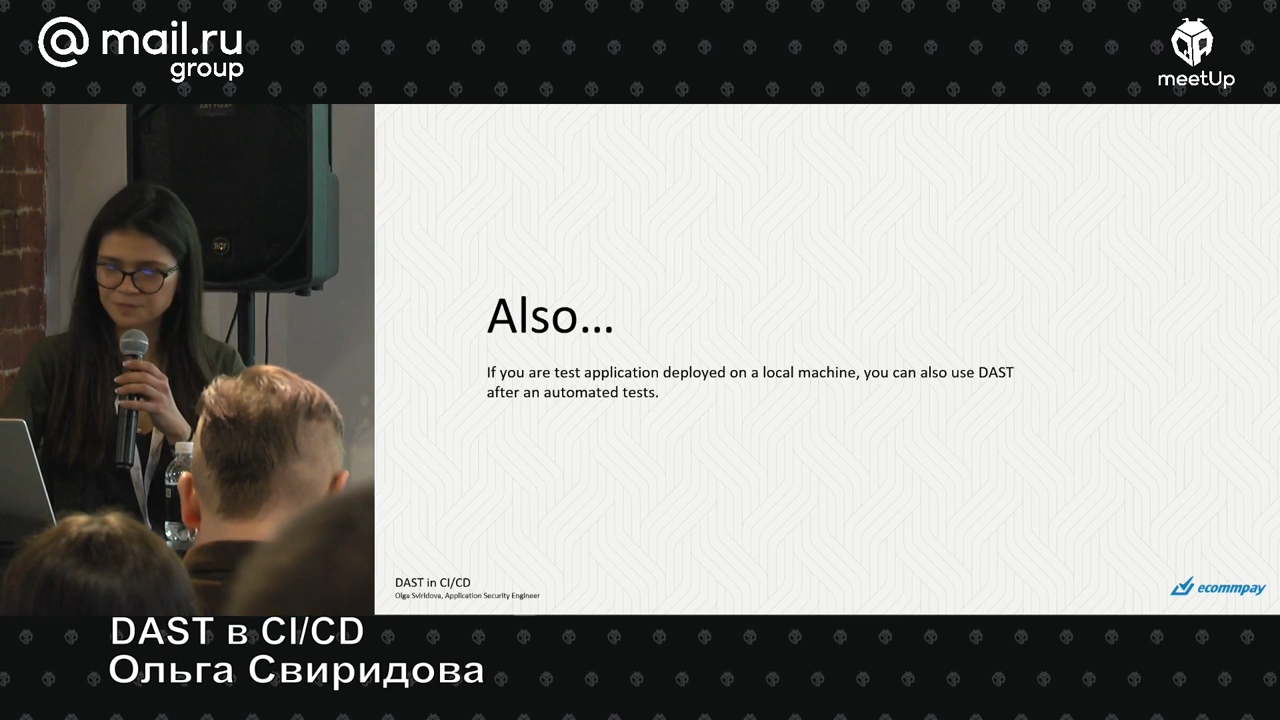 @mail.ru
group
meetUp
RCF
Also...
If you are test application deployed on a local machine, you can also use DAST
after an automated tests.
DAST in CI/CD
Olga Sviridova, Application Security Engineer
ecommpay
DAST в CI/CD
Ольга Свиридова